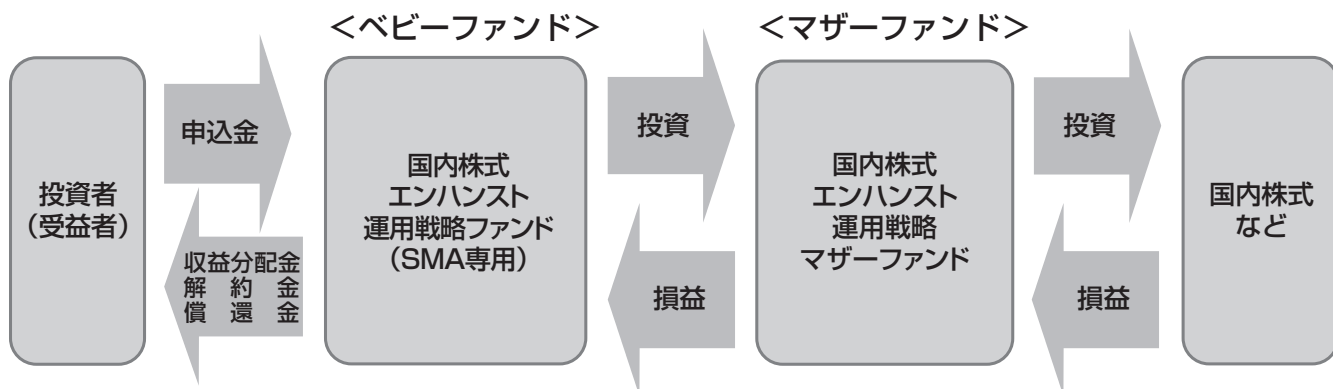 <ベビーファンド>
<マザーファンド>
投資者
(受益者)
申込金
収益分配金
解約金
償還金
国内株式
エンハンスト
運用戦略ファンド
(SMA専用)
投資
損益
国内株式
エンハンスト
運用戦略
マザーファンド
投資
損益
国内株式
など